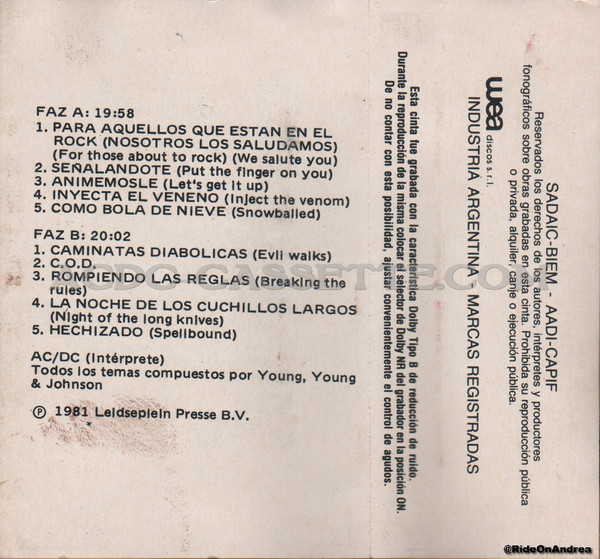 FAZ A: 19:58
1. PARA AQUELLOS QUE ESTAN EN EL
ROCK (NOSOTROS LOS SALUDAMOS)
(For those about to rock) (We salute you)
2. SEÑALANDOTE (Put the finger on you)
3. ANIMEMOSLE (Let's get it up)
4. INYECTA EL VENENO (Inject the venom)
5. COMO BOLA DE NIEVE (Snowballed)
FAZ B: 20:02
1. CAMINATAS DIABOLICAS (Evil walks)
2. C.O.D.
3. ROMPIENDO LAS REGLAS (Breaking the
rules)
4. LA NOCHE DE LOS CUCHILLOS LARGOS
(Night of the long knives)
5. HECHIZADO (Spellbound)
AC/DC (Intérprete)
Todos los temas compuestos por Young, Young
& Johnson
Ⓟ 1981 Leidseplein Presse B.V.
Esta cinta fue grabada con la característica Dolby Tipo B de reducción de ruido.
Durante la reproducción de la misma colocar el selector de Dolby NR del grabador en la posición ON.
De no contar con esta posibilidad, ajustar convenientemente el control de agudos.
SADAIC-BIEM - AADI-CAPIF
Reservados los derechos de los autores, intérpretes y productores
fonográficos sobre obras grabadas en esta cinta. Prohibida su reproducción pública
o privada, alquiler, canje o ejecución pública.
wea discos s.r.l.
INDUSTRIA ARGENTINA - MARCAS REGISTRADAS
@RideOnAndrea